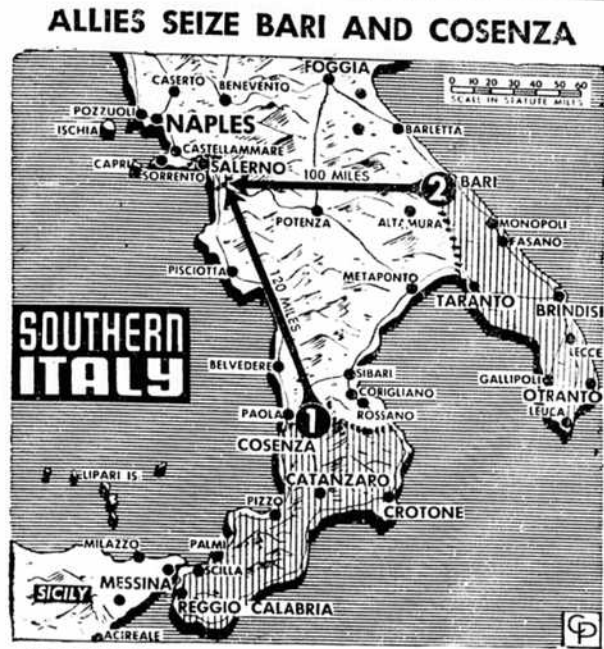 ALLIES SEIZE BARI AND COSENZA
FOGGIA
CASERTO
BENEVENTO
0 10 20 30 40 50 60
SCALE IN STATUTE MILES
POZZUOLI
NAPLES
ISCHIA
BARLETTA
CASTELLAMMARE
CAPRI
SALERNO
SORRENTO
100 MILES
2
BARI
POTENZA
ALTAMURA
MONOPOLI
FASANO
PISCIOTTA
120 MILES
METAPONTO
TARANTO
BRINDISI
SOUTHERN
ITALY
LECCE
BELVEDERE
SIBARI
GALLIPOLI
CORIGLIANO
OTRANTO
PAOLA
1
ROSSANO
LEUCA
COSENZA
LIPARI IS
CATANZARO
PIZZO
CROTONE
MILAZZO
PALMI
SCILLA
SICILY
MESSINA
REGGIO CALABRIA
ACIREALE
CP